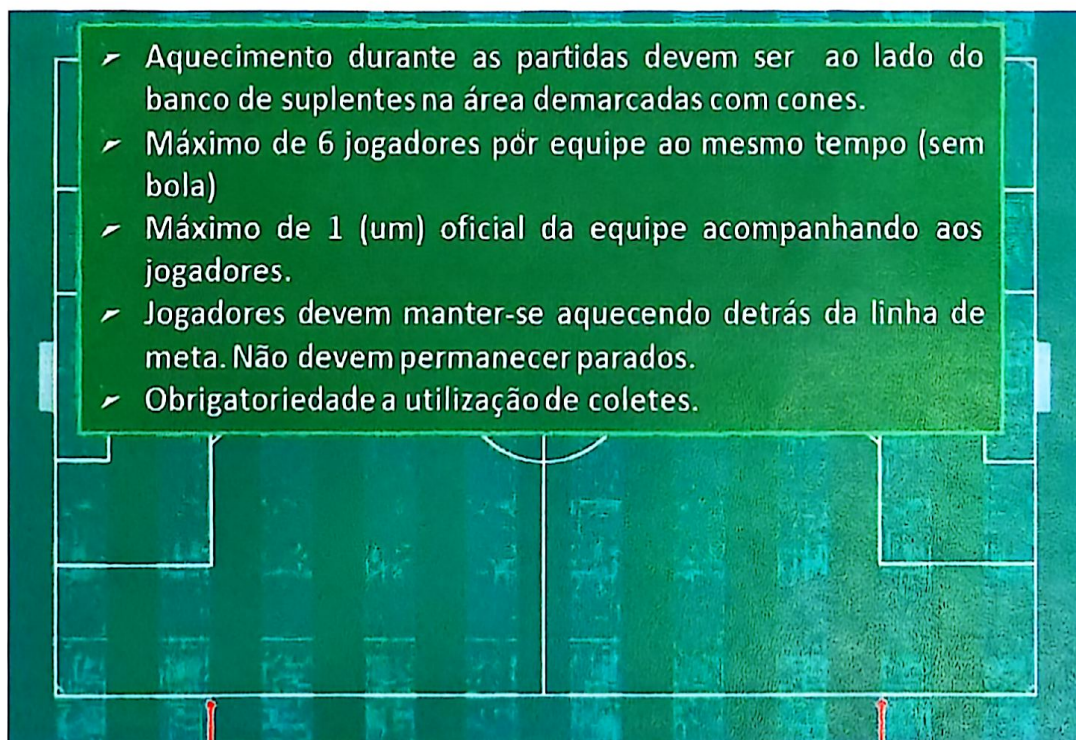 ➢ Aquecimento durante as partidas devem ser ao lado do
banco de suplentes na área demarcadas com cones.
➢ Máximo de 6 jogadores por equipe ao mesmo tempo (sem
bola)
➢ Máximo de 1 (um) oficial da equipe acompanhando aos
jogadores.
➢ Jogadores devem manter-se aquecendo detrás da linha de
meta. Não devem permanecer parados.
➢ Obrigatoriedade a utilização de coletes.